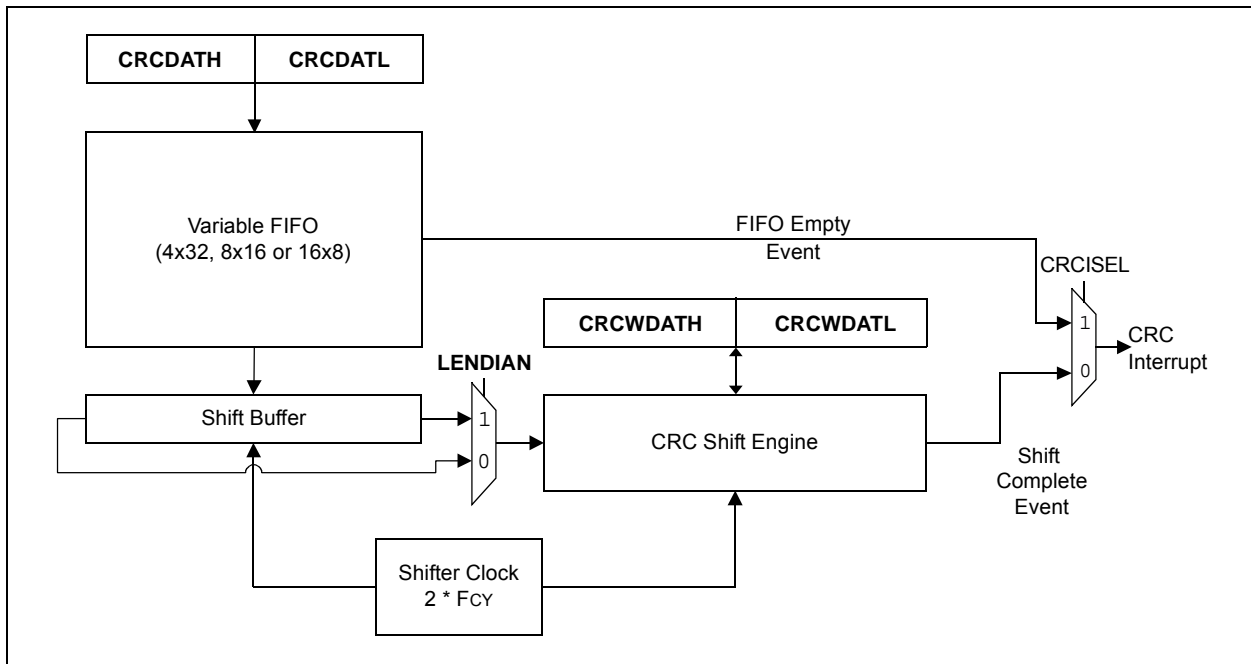 CRCDATH CRCDATL
Variable FIFO
(4x32, 8x16 or 16x8)
FIFO Empty
Event
CRCISEL
1
0
CRC
Interrupt
CRCWDATH CRCWDATL
LENDIAN
1
0
Shift Buffer
CRC Shift Engine
Shift
Complete
Event
Shifter Clock
2 * FCY